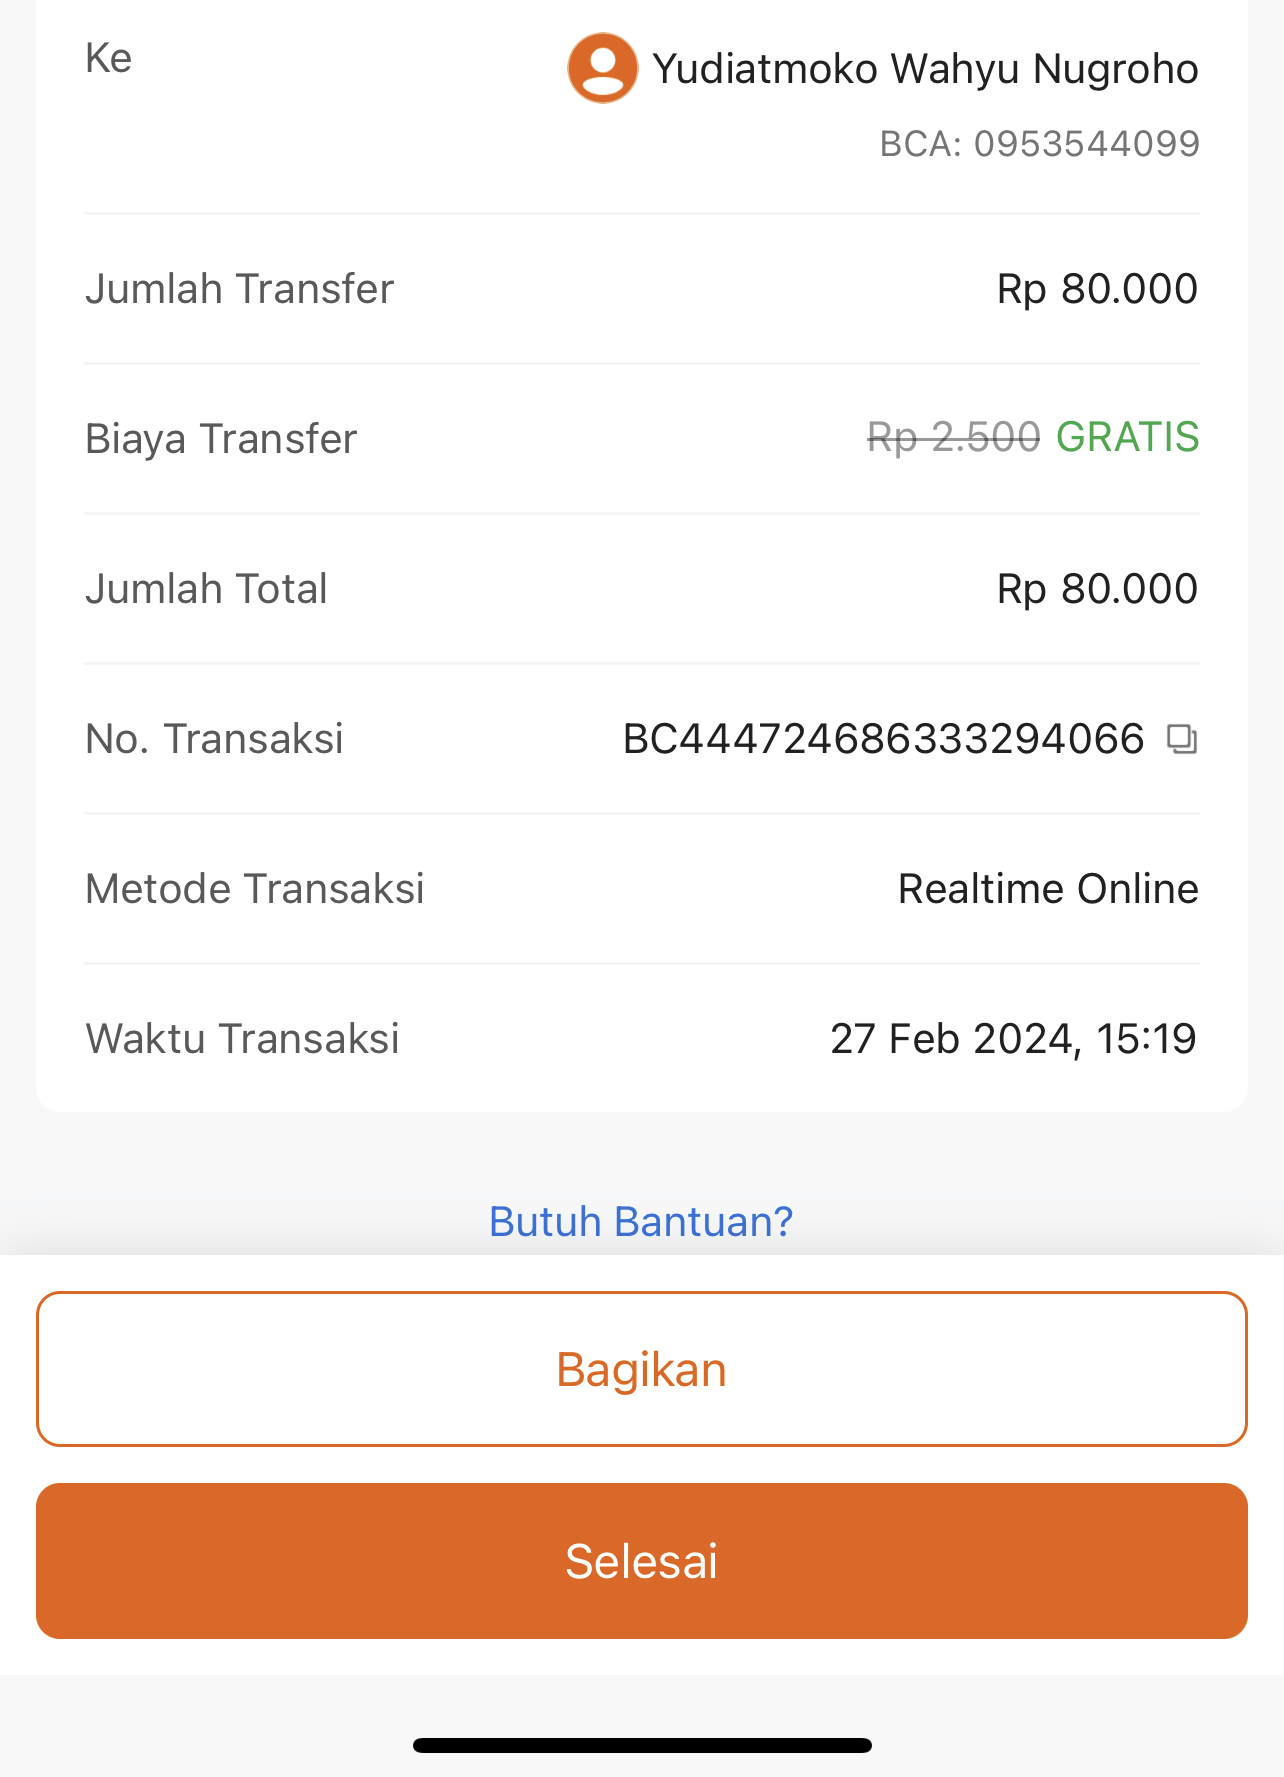 Ke
Yudiatmoko Wahyu Nugroho
BCA: 0953544099
Jumlah Transfer
Rp 80.000
Biaya Transfer
Rp 2.500 GRATIS
Jumlah Total
Rp 80.000
No. Transaksi
BC444724686333294066
Metode Transaksi
Realtime Online
Waktu Transaksi
27 Feb 2024, 15:19
Butuh Bantuan?
Bagikan
Selesai